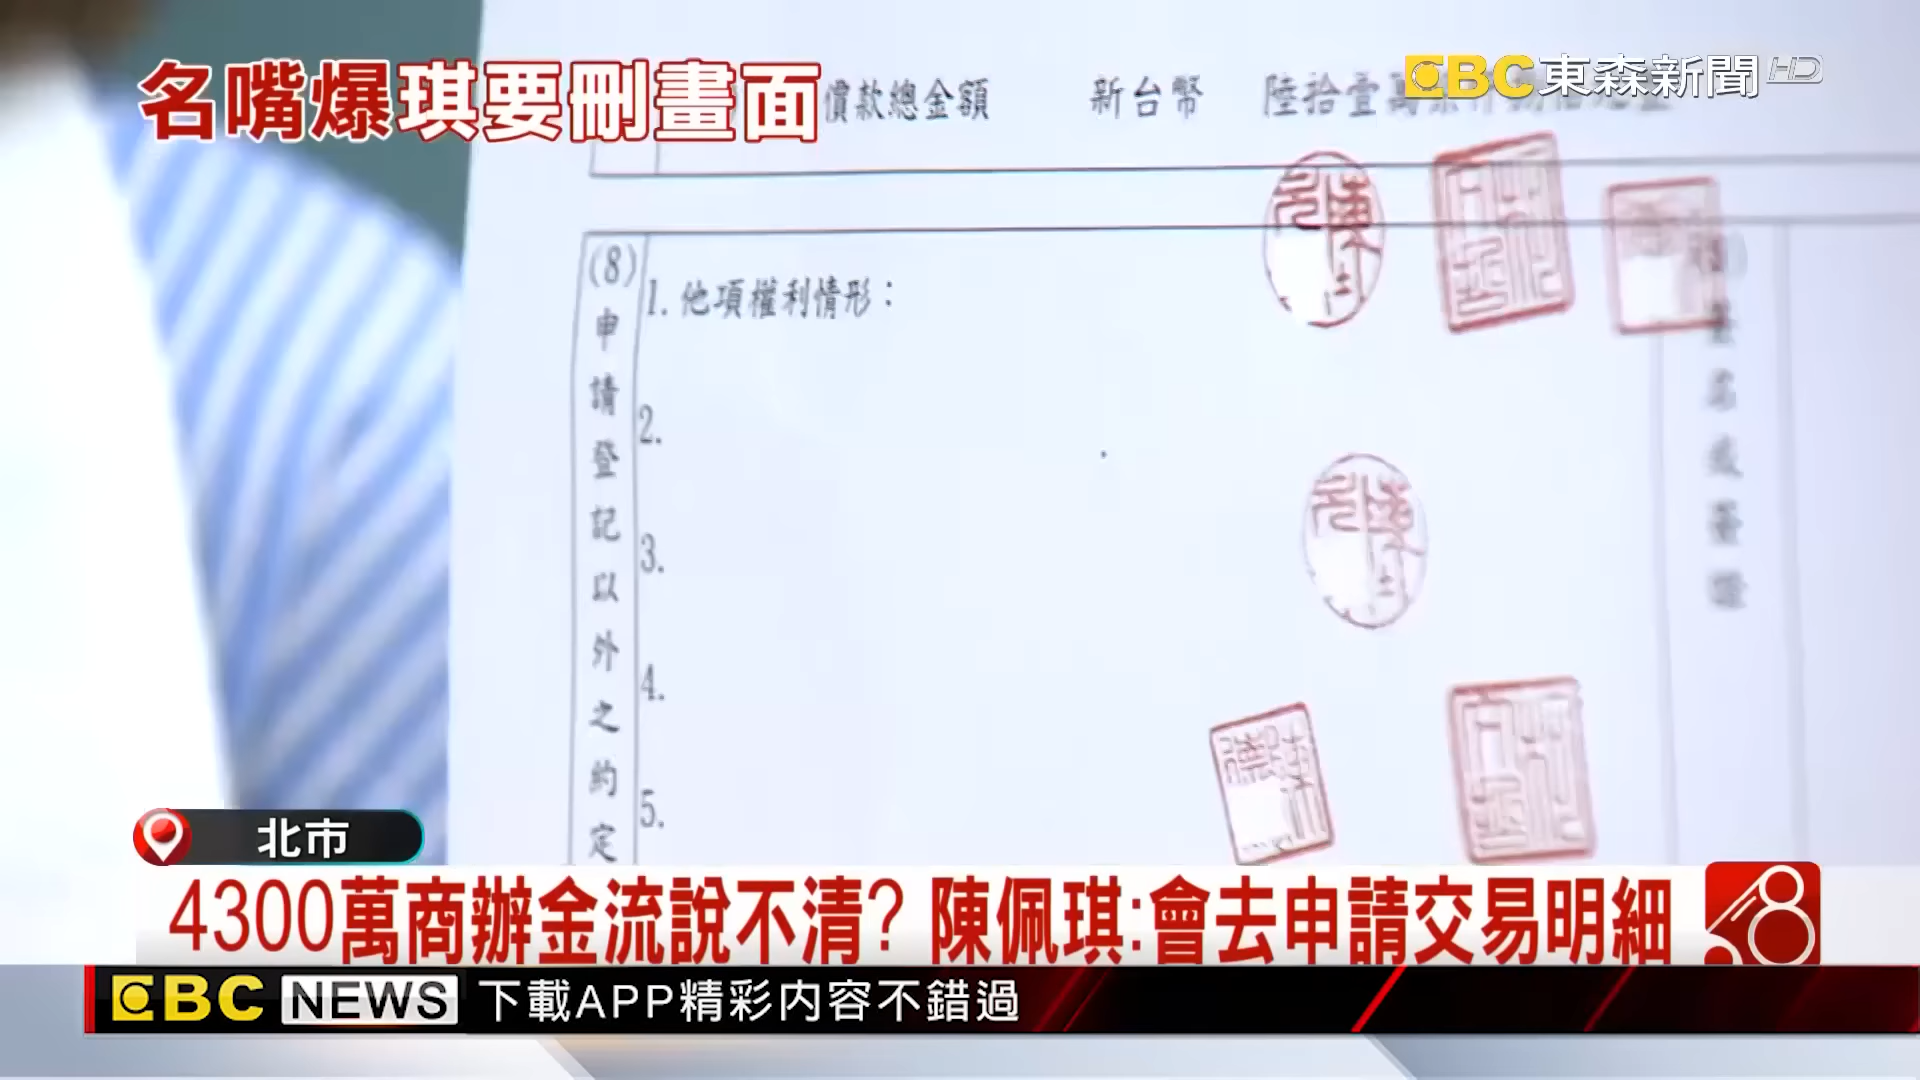 名嘴爆琪要刪畫面
EBC東森新聞HD
償款總金額 新台幣 陸拾壹萬
(8)申請登記以外之約定
1. 他項權利情形：
2.
3.
4.
5.
北市
4300萬商辦金流說不清? 陳佩琪:會去申請交易明細
EBC NEWS 下載APP精彩內容不錯過